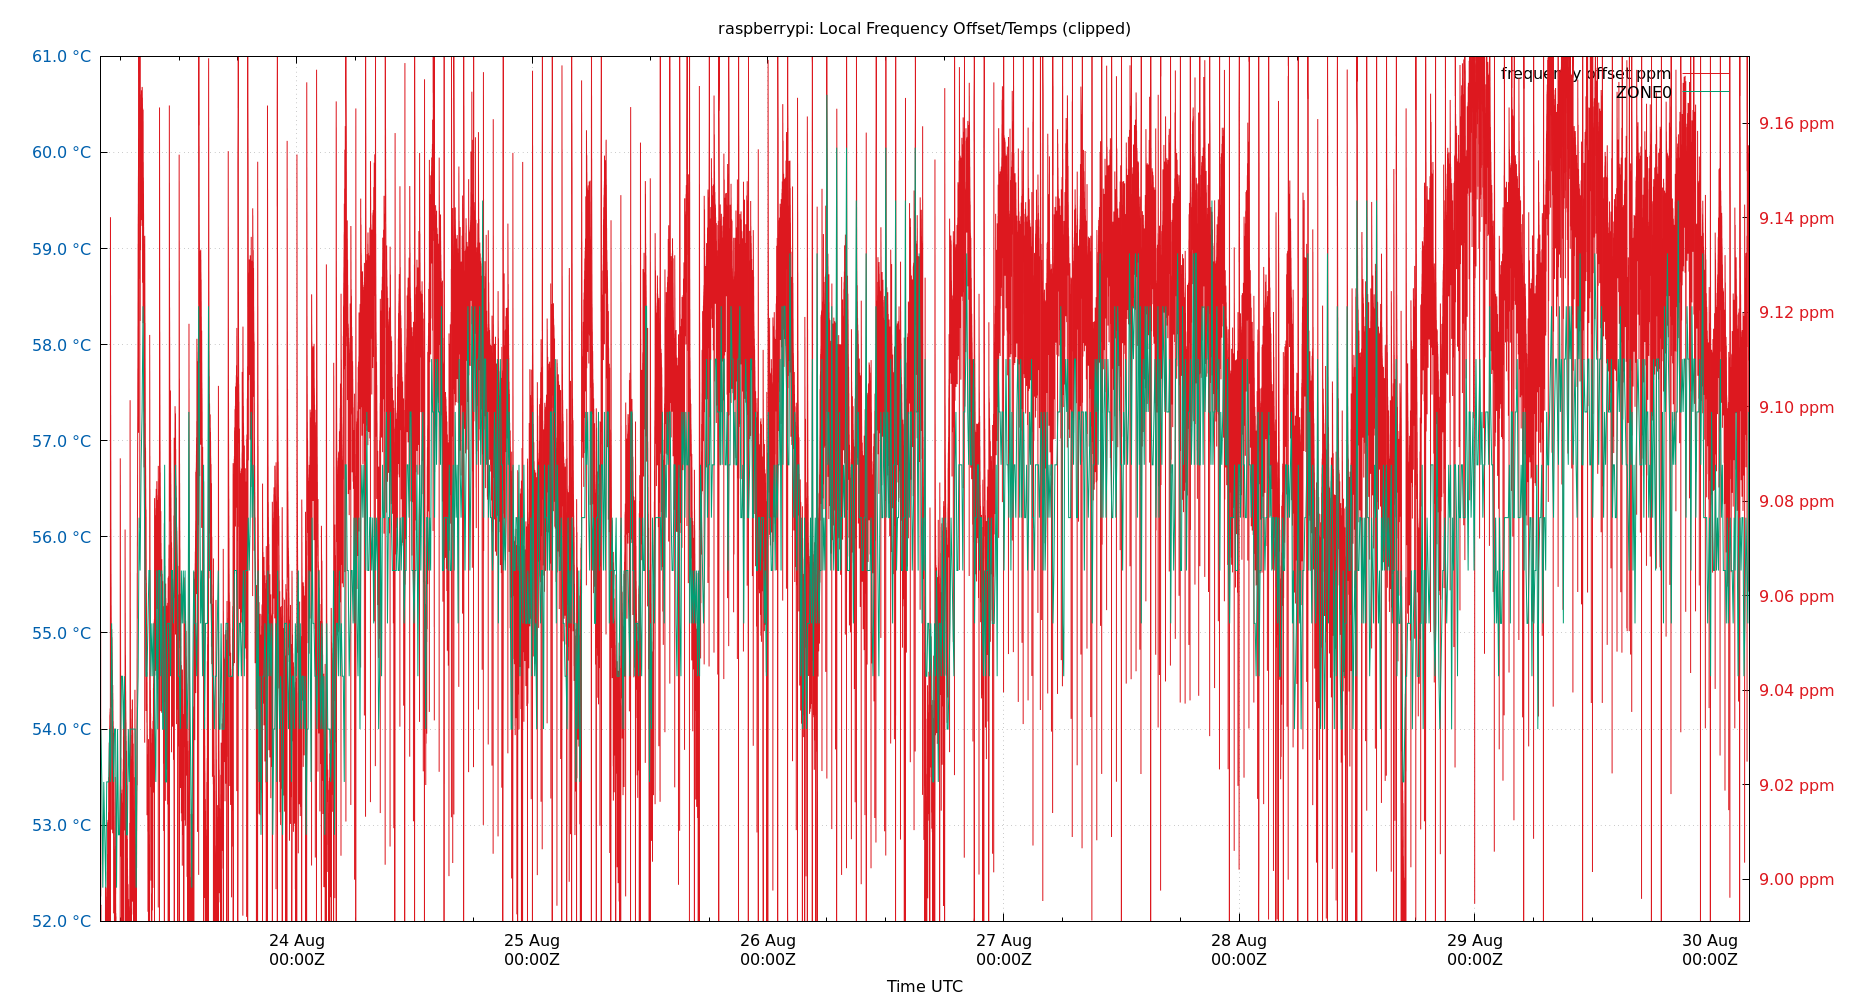 raspberrypi: Local Frequency Offset/Temps (clipped)
61.0 °C
60.0 °C
59.0 °C
58.0 °C
57.0 °C
56.0 °C
55.0 °C
54.0 °C
53.0 °C
52.0 °C
frequency offset ppm
ZONE0
9.16 ppm
9.14 ppm
9.12 ppm
9.10 ppm
9.08 ppm
9.06 ppm
9.04 ppm
9.02 ppm
9.00 ppm
24 Aug
00:00Z
25 Aug
00:00Z
26 Aug
00:00Z
27 Aug
00:00Z
28 Aug
00:00Z
29 Aug
00:00Z
30 Aug
00:00Z
Time UTC